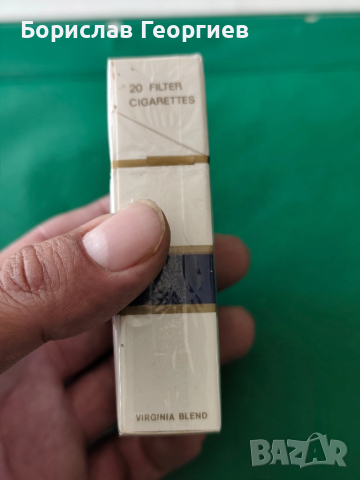 Борислав Георгиев
20 FILTER
CIGARETTES
VIRGINIA BLEND
BAZAR